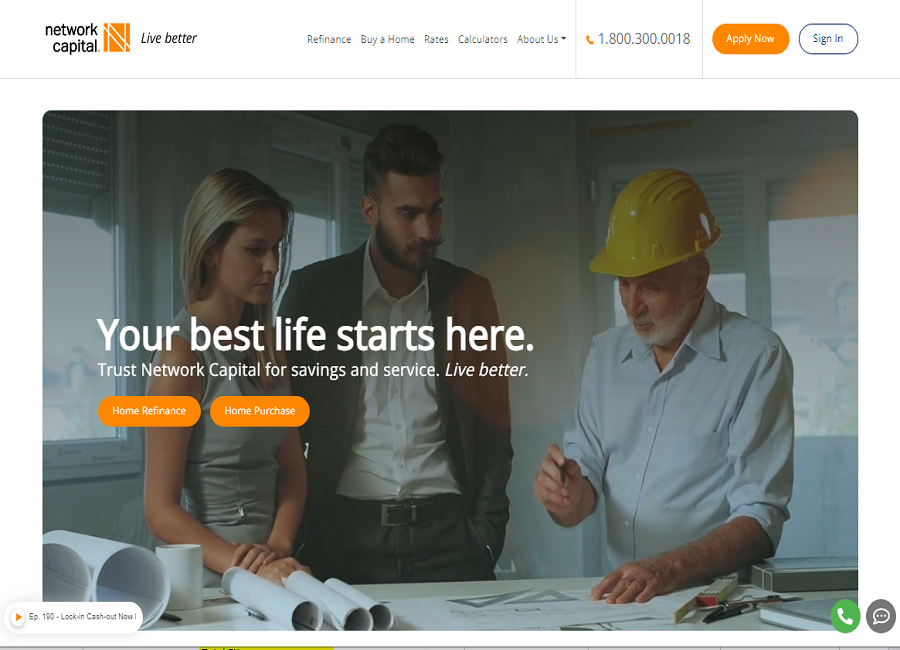 network
capital.
Live better
Refinance Buy a Home Rates Calculators About Us
1.800.300.0018
Apply Now
Sign In
Your best life starts here.
Trust Network Capital for savings and service. Live better.
Home Refinance
Home Purchase
Ep. 190 - Lock-in Cash-out Now